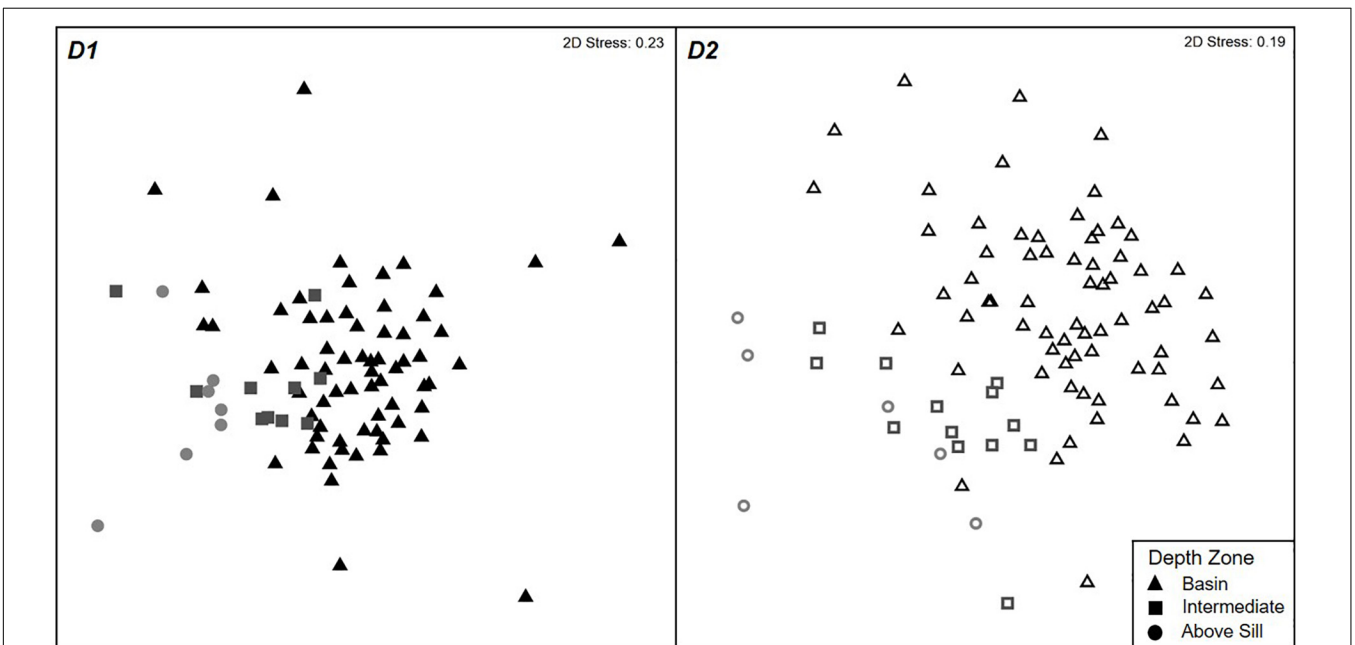 D1
2D Stress: 0.23
D2
2D Stress: 0.19
Depth Zone
Basin
Intermediate
Above Sill